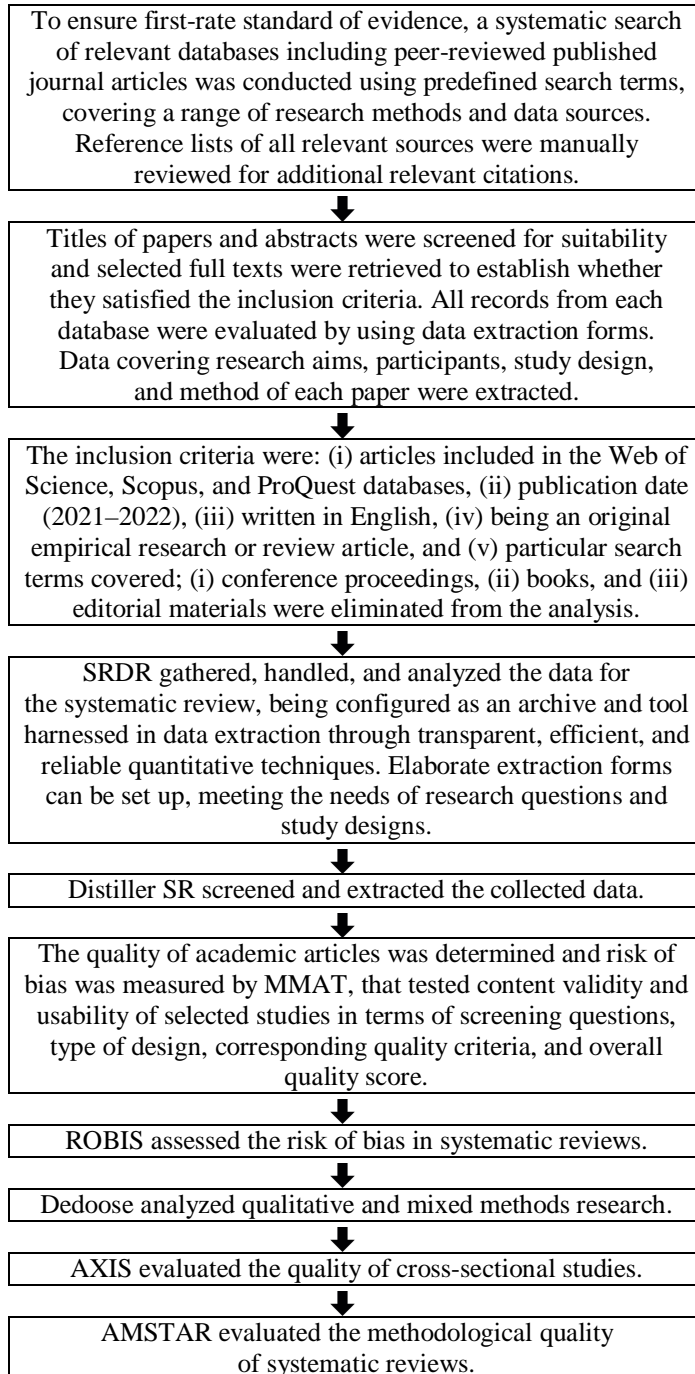 To ensure first-rate standard of evidence, a systematic search
of relevant databases including peer-reviewed published
journal articles was conducted using predefined search terms,
covering a range of research methods and data sources.
Reference lists of all relevant sources were manually
reviewed for additional relevant citations.
Titles of papers and abstracts were screened for suitability
and selected full texts were retrieved to establish whether
they satisfied the inclusion criteria. All records from each
database were evaluated by using data extraction forms.
Data covering research aims, participants, study design,
and method of each paper were extracted.
The inclusion criteria were: (i) articles included in the Web of
Science, Scopus, and ProQuest databases, (ii) publication date
(2021–2022), (iii) written in English, (iv) being an original
empirical research or review article, and (v) particular search
terms covered; (i) conference proceedings, (ii) books, and (iii)
editorial materials were eliminated from the analysis.
SRDR gathered, handled, and analyzed the data for
the systematic review, being configured as an archive and tool
harnessed in data extraction through transparent, efficient, and
reliable quantitative techniques. Elaborate extraction forms
can be set up, meeting the needs of research questions and
study designs.
Distiller SR screened and extracted the collected data.
The quality of academic articles was determined and risk of
bias was measured by MMAT, that tested content validity and
usability of selected studies in terms of screening questions,
type of design, corresponding quality criteria, and overall
quality score.
ROBIS assessed the risk of bias in systematic reviews.
Dedoose analyzed qualitative and mixed methods research.
AXIS evaluated the quality of cross-sectional studies.
AMSTAR evaluated the methodological quality
of systematic reviews.